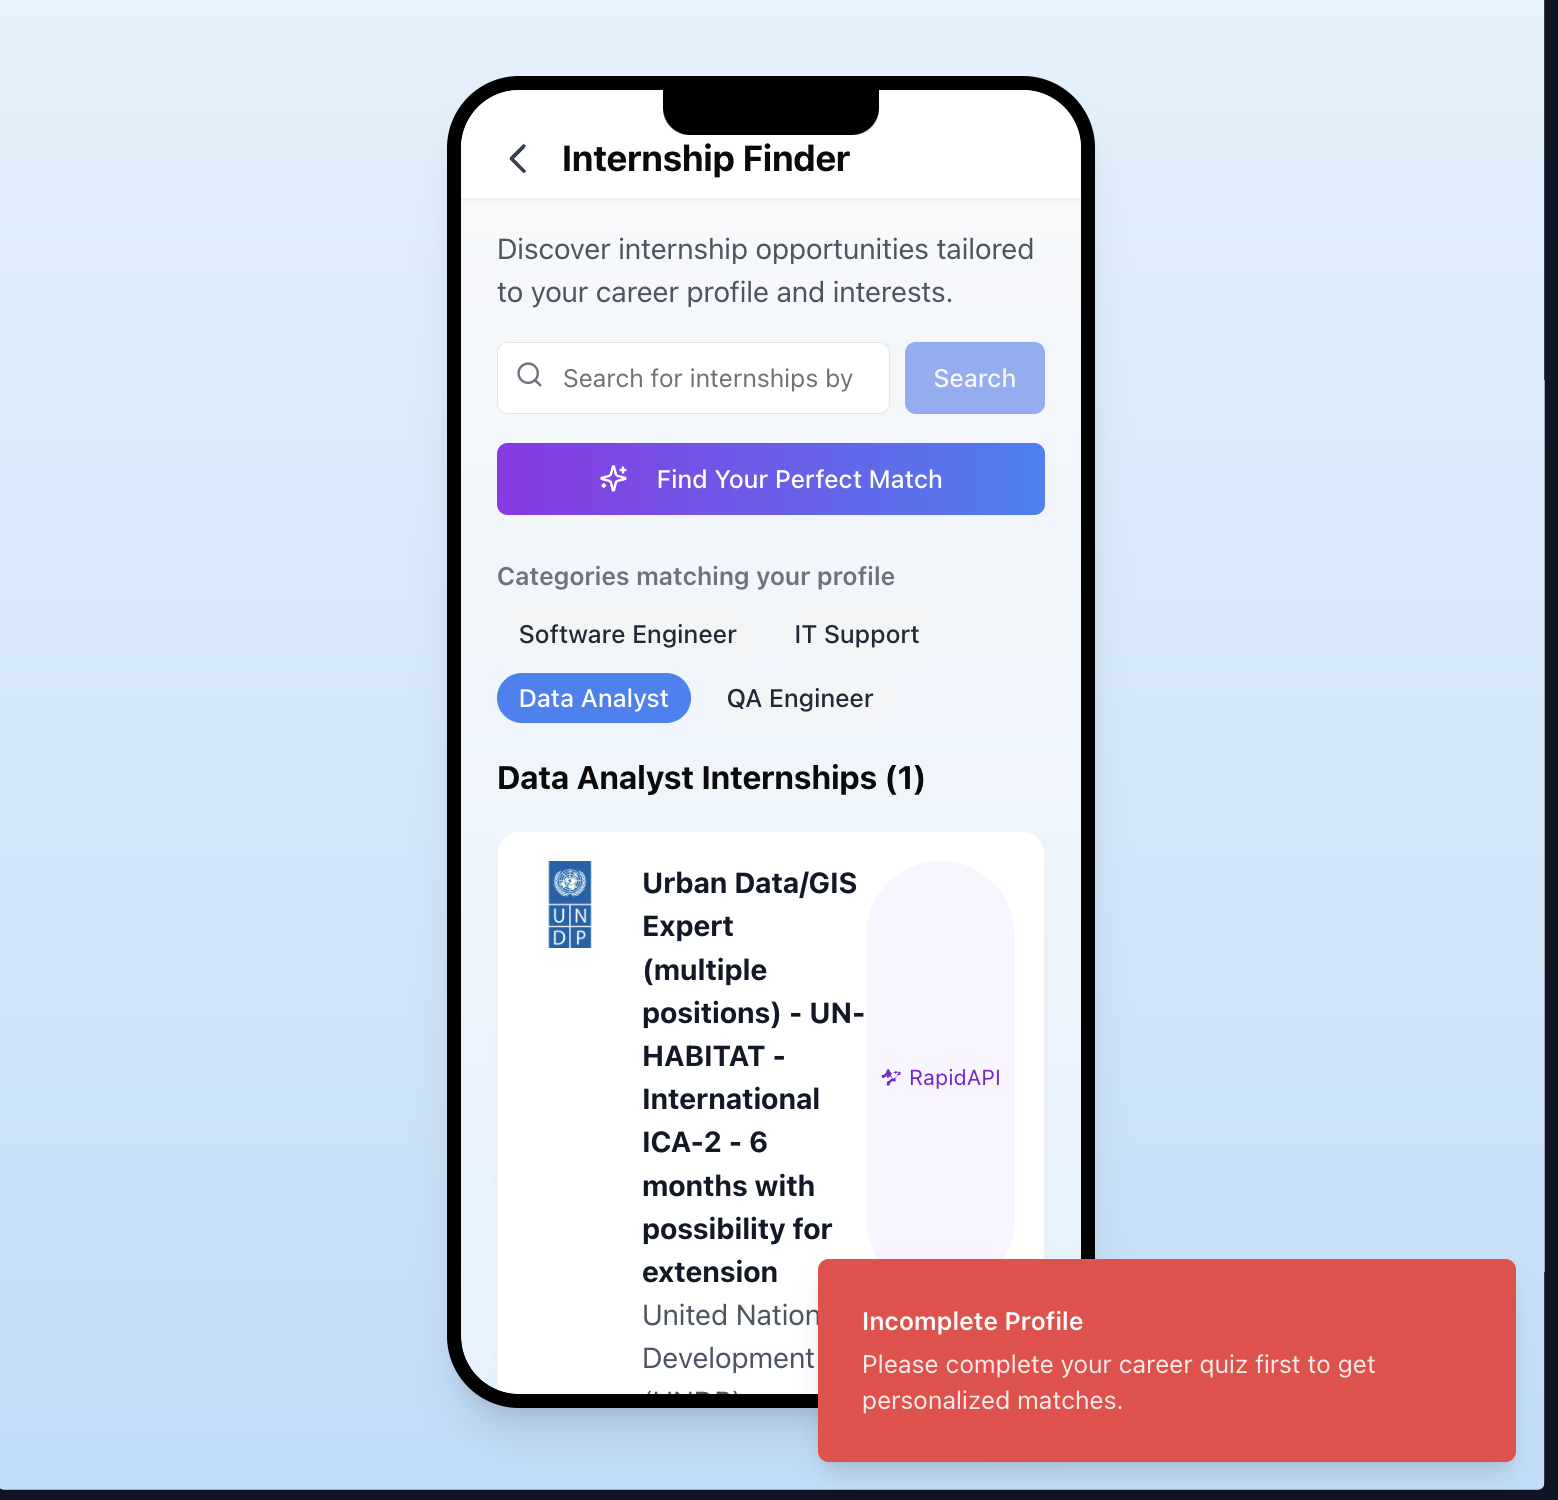 Internship Finder
Discover internship opportunities tailored
to your career profile and interests.
Search for internships by
Search
Find Your Perfect Match
Categories matching your profile
Software Engineer
IT Support
Data Analyst
QA Engineer
Data Analyst Internships (1)
UN
DP
Urban Data/GIS
Expert
(multiple
positions) - UN-
HABITAT -
International
ICA-2 - 6
months with
possibility for
extension
RapidAPI
United Nation
Development
Incomplete Profile
Please complete your career quiz first to get
personalized matches.